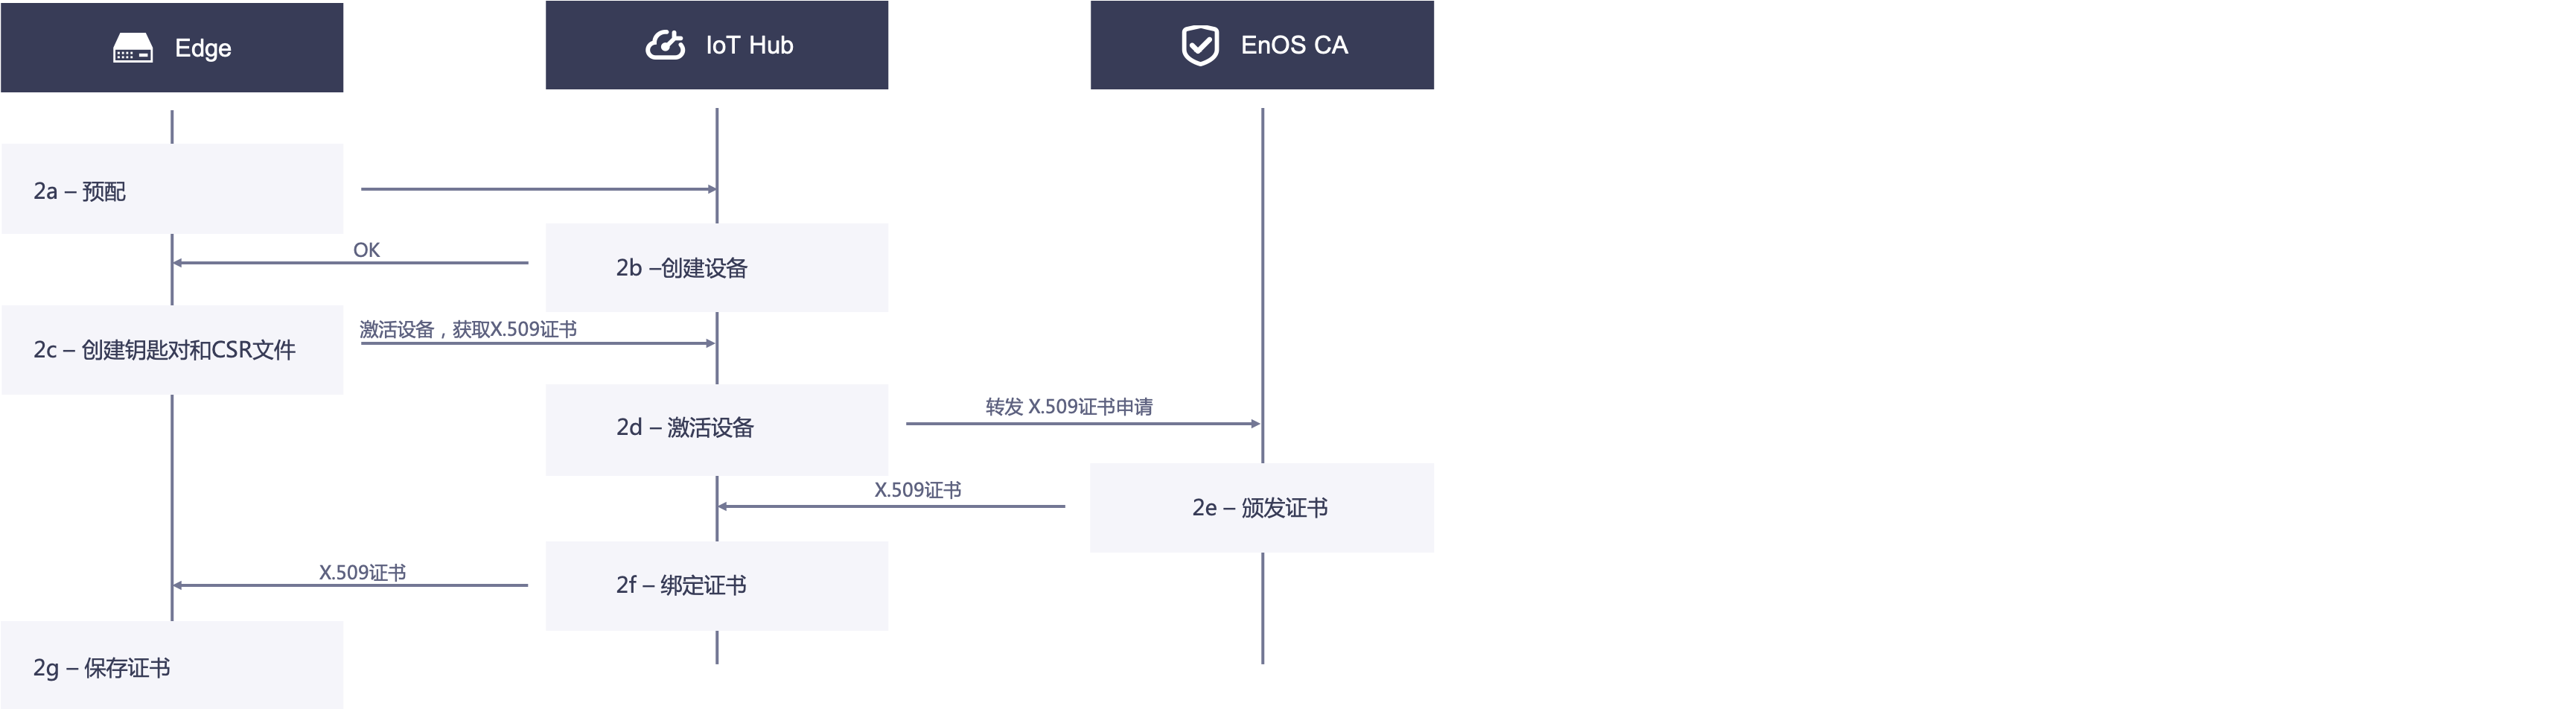 Edge
IoT Hub
EnOS CA
2a – 预配
OK
2b –创建设备
激活设备，获取X.509证书
2c – 创建钥匙对和CSR文件
转发 X.509证书申请
2d – 激活设备
X.509证书
2e – 颁发证书
X.509证书
2f – 绑定证书
2g – 保存证书